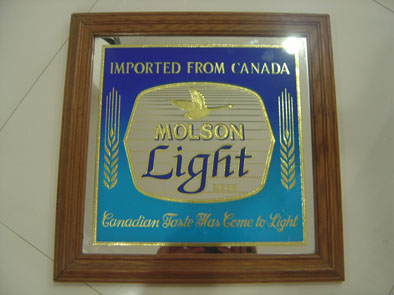 IMPORTED FROM CANADA
MOLSON
Light
BEER
Canadian Taste Has Come to Light